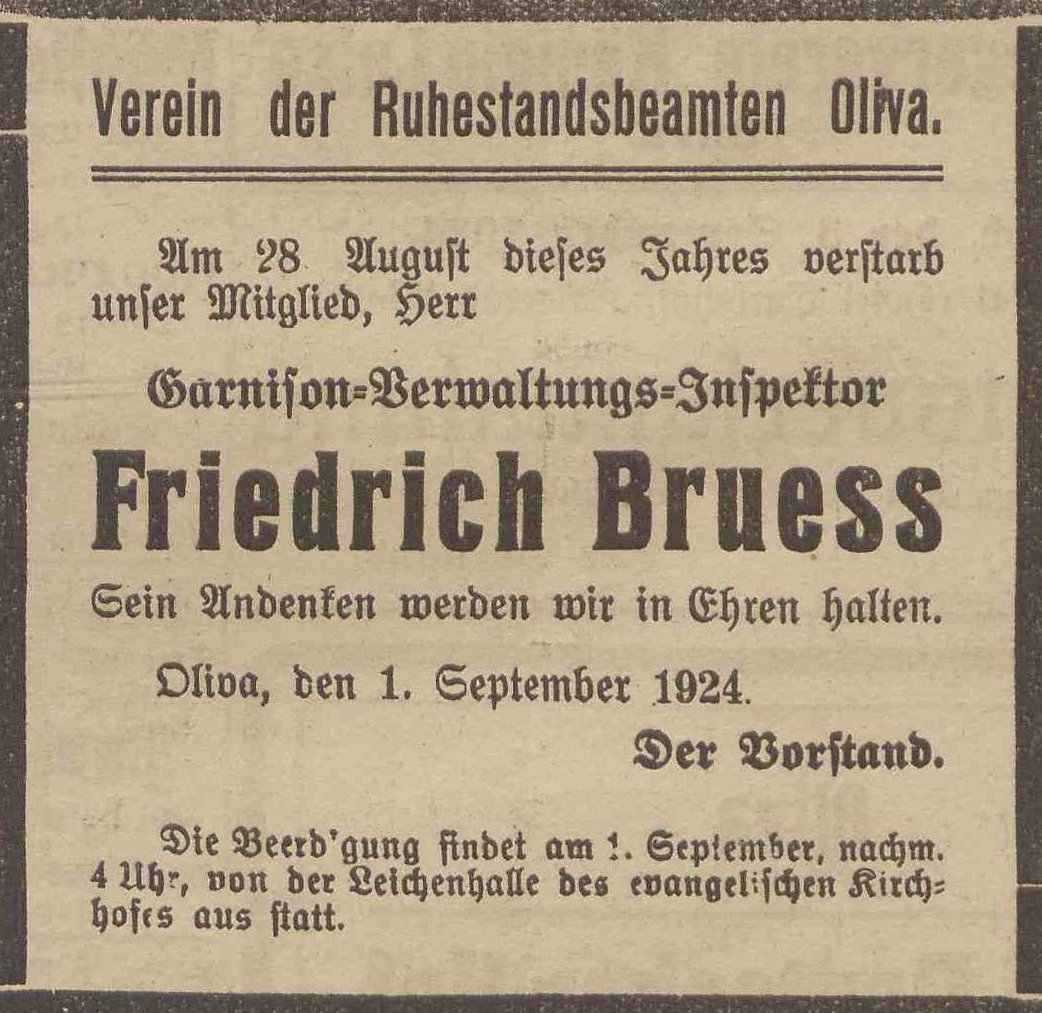 Verein der Ruhestandsbeamten Oliva.
Am 28 August dieses Jahres verstarb
unser Mitglied, Herr
Garnison-Verwaltungs-Inspektor
Friedrich Bruess
Sein Andenken werden wir in Ehren halten.
Oliva, den 1. September 1924.
Der Vorstand.
Die Beerd'gung findet am 1. September, nachm.
4 Uhr, von der Leichenhalle des evangelischen Kirch-
hofes aus statt.